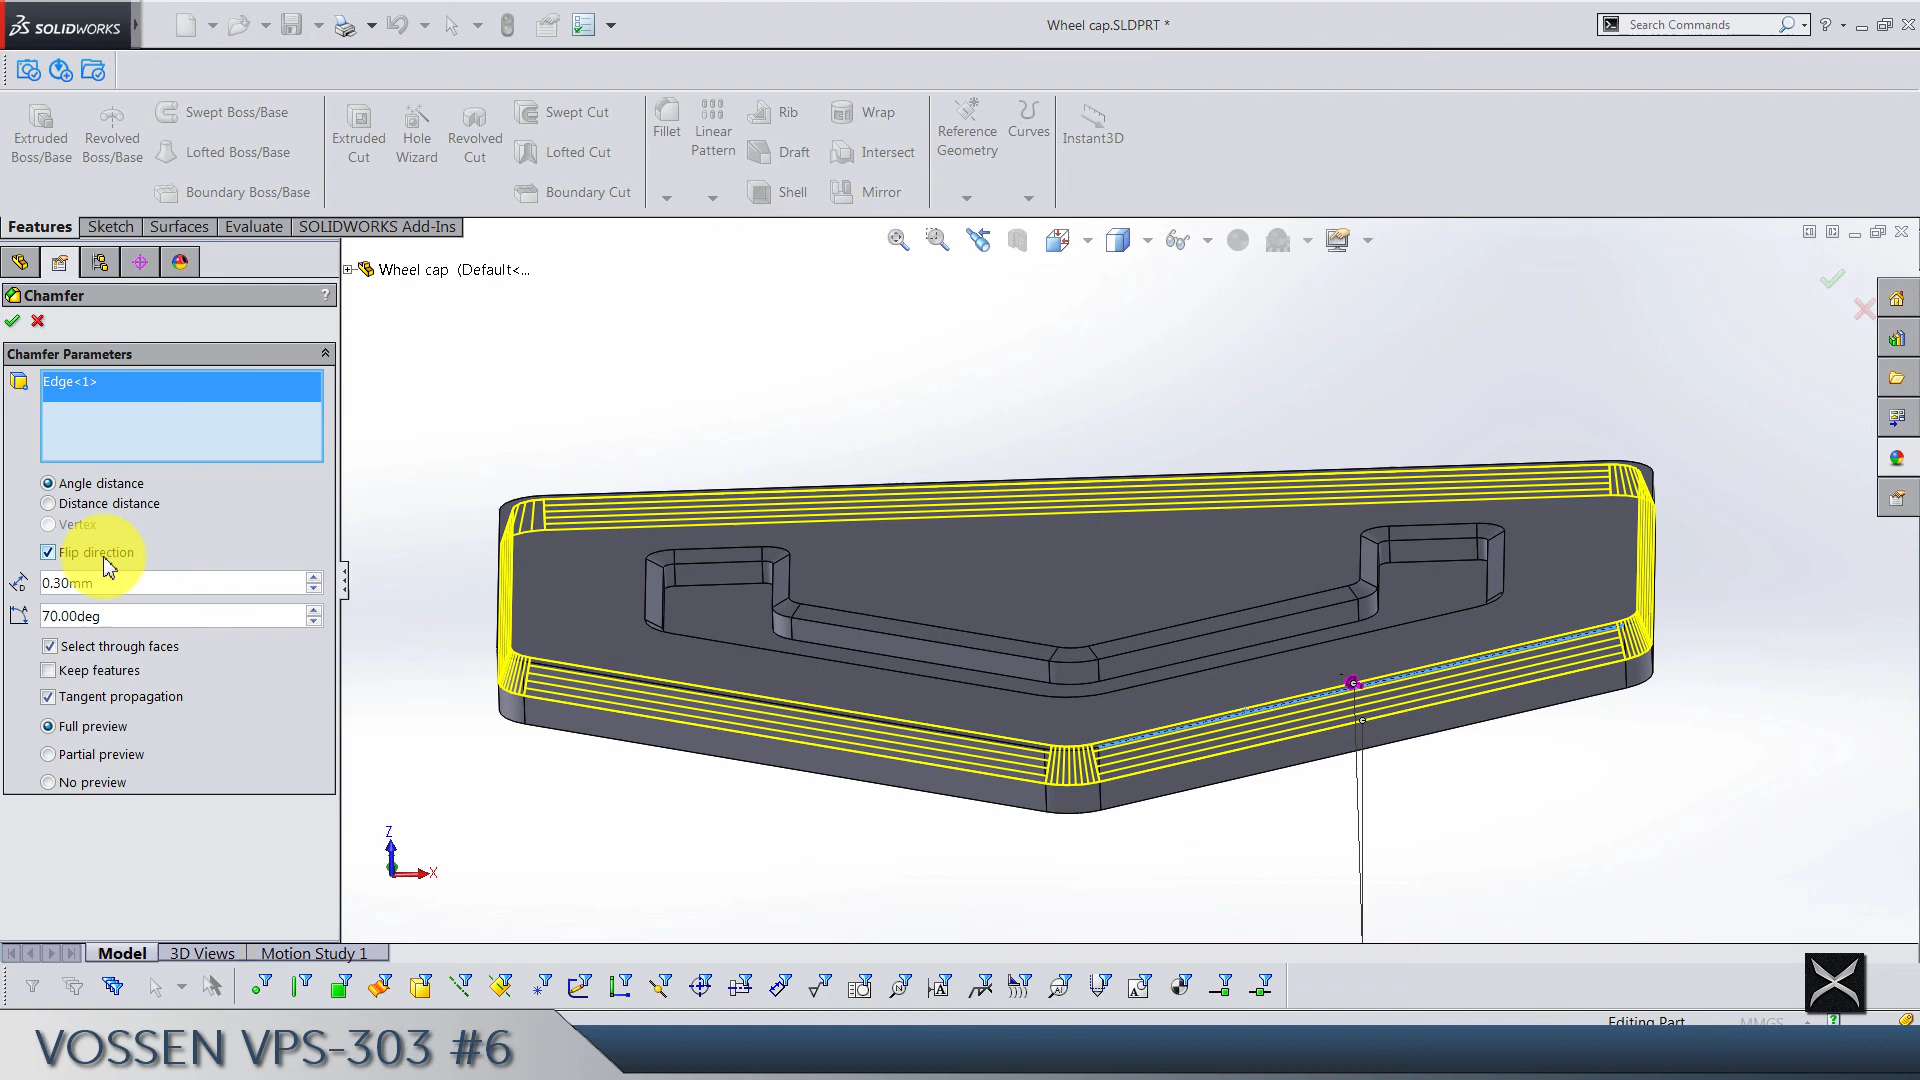 SOLIDWORKS
Wheel cap.SLDPRT *
Search Commands
Extruded Boss/Base
Revolved Boss/Base
Swept Boss/Base
Lofted Boss/Base
Boundary Boss/Base
Extruded Cut
Hole Wizard
Revolved Cut
Swept Cut
Lofted Cut
Boundary Cut
Fillet
Linear Pattern
Rib
Draft
Shell
Wrap
Intersect
Mirror
Reference Geometry
Curves
Instant3D
Features
Sketch
Surfaces
Evaluate
SOLIDWORKS Add-Ins
Wheel cap (Default<...
Chamfer
?
Chamfer Parameters
Edge<1>
Angle distance
Distance distance
Vertex
Flip direction
0.30mm
70.00deg
Select through faces
Keep features
Tangent propagation
Full preview
Partial preview
No preview
Z
X
Model
3D Views
Motion Study 1
Editing Part
MMGS
VOSSEN VPS-303 #6